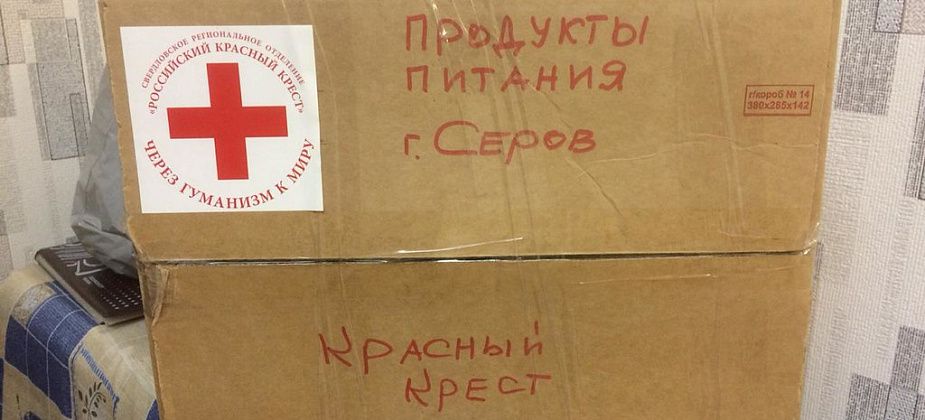 СВЕРДЛОВСКОЕ РЕГИОНАЛЬНОЕ ОТДЕЛЕНИЕ
«РОССИЙСКИЙ КРАСНЫЙ КРЕСТ»
ЧЕРЕЗ ГУМАНИЗМ К МИРУ
ПРОДУКТЫ
ПИТАНИЯ
г. СЕРОВ
г/короб № 14
380x285x142
КРАСНЫЙ
КРЕСТ